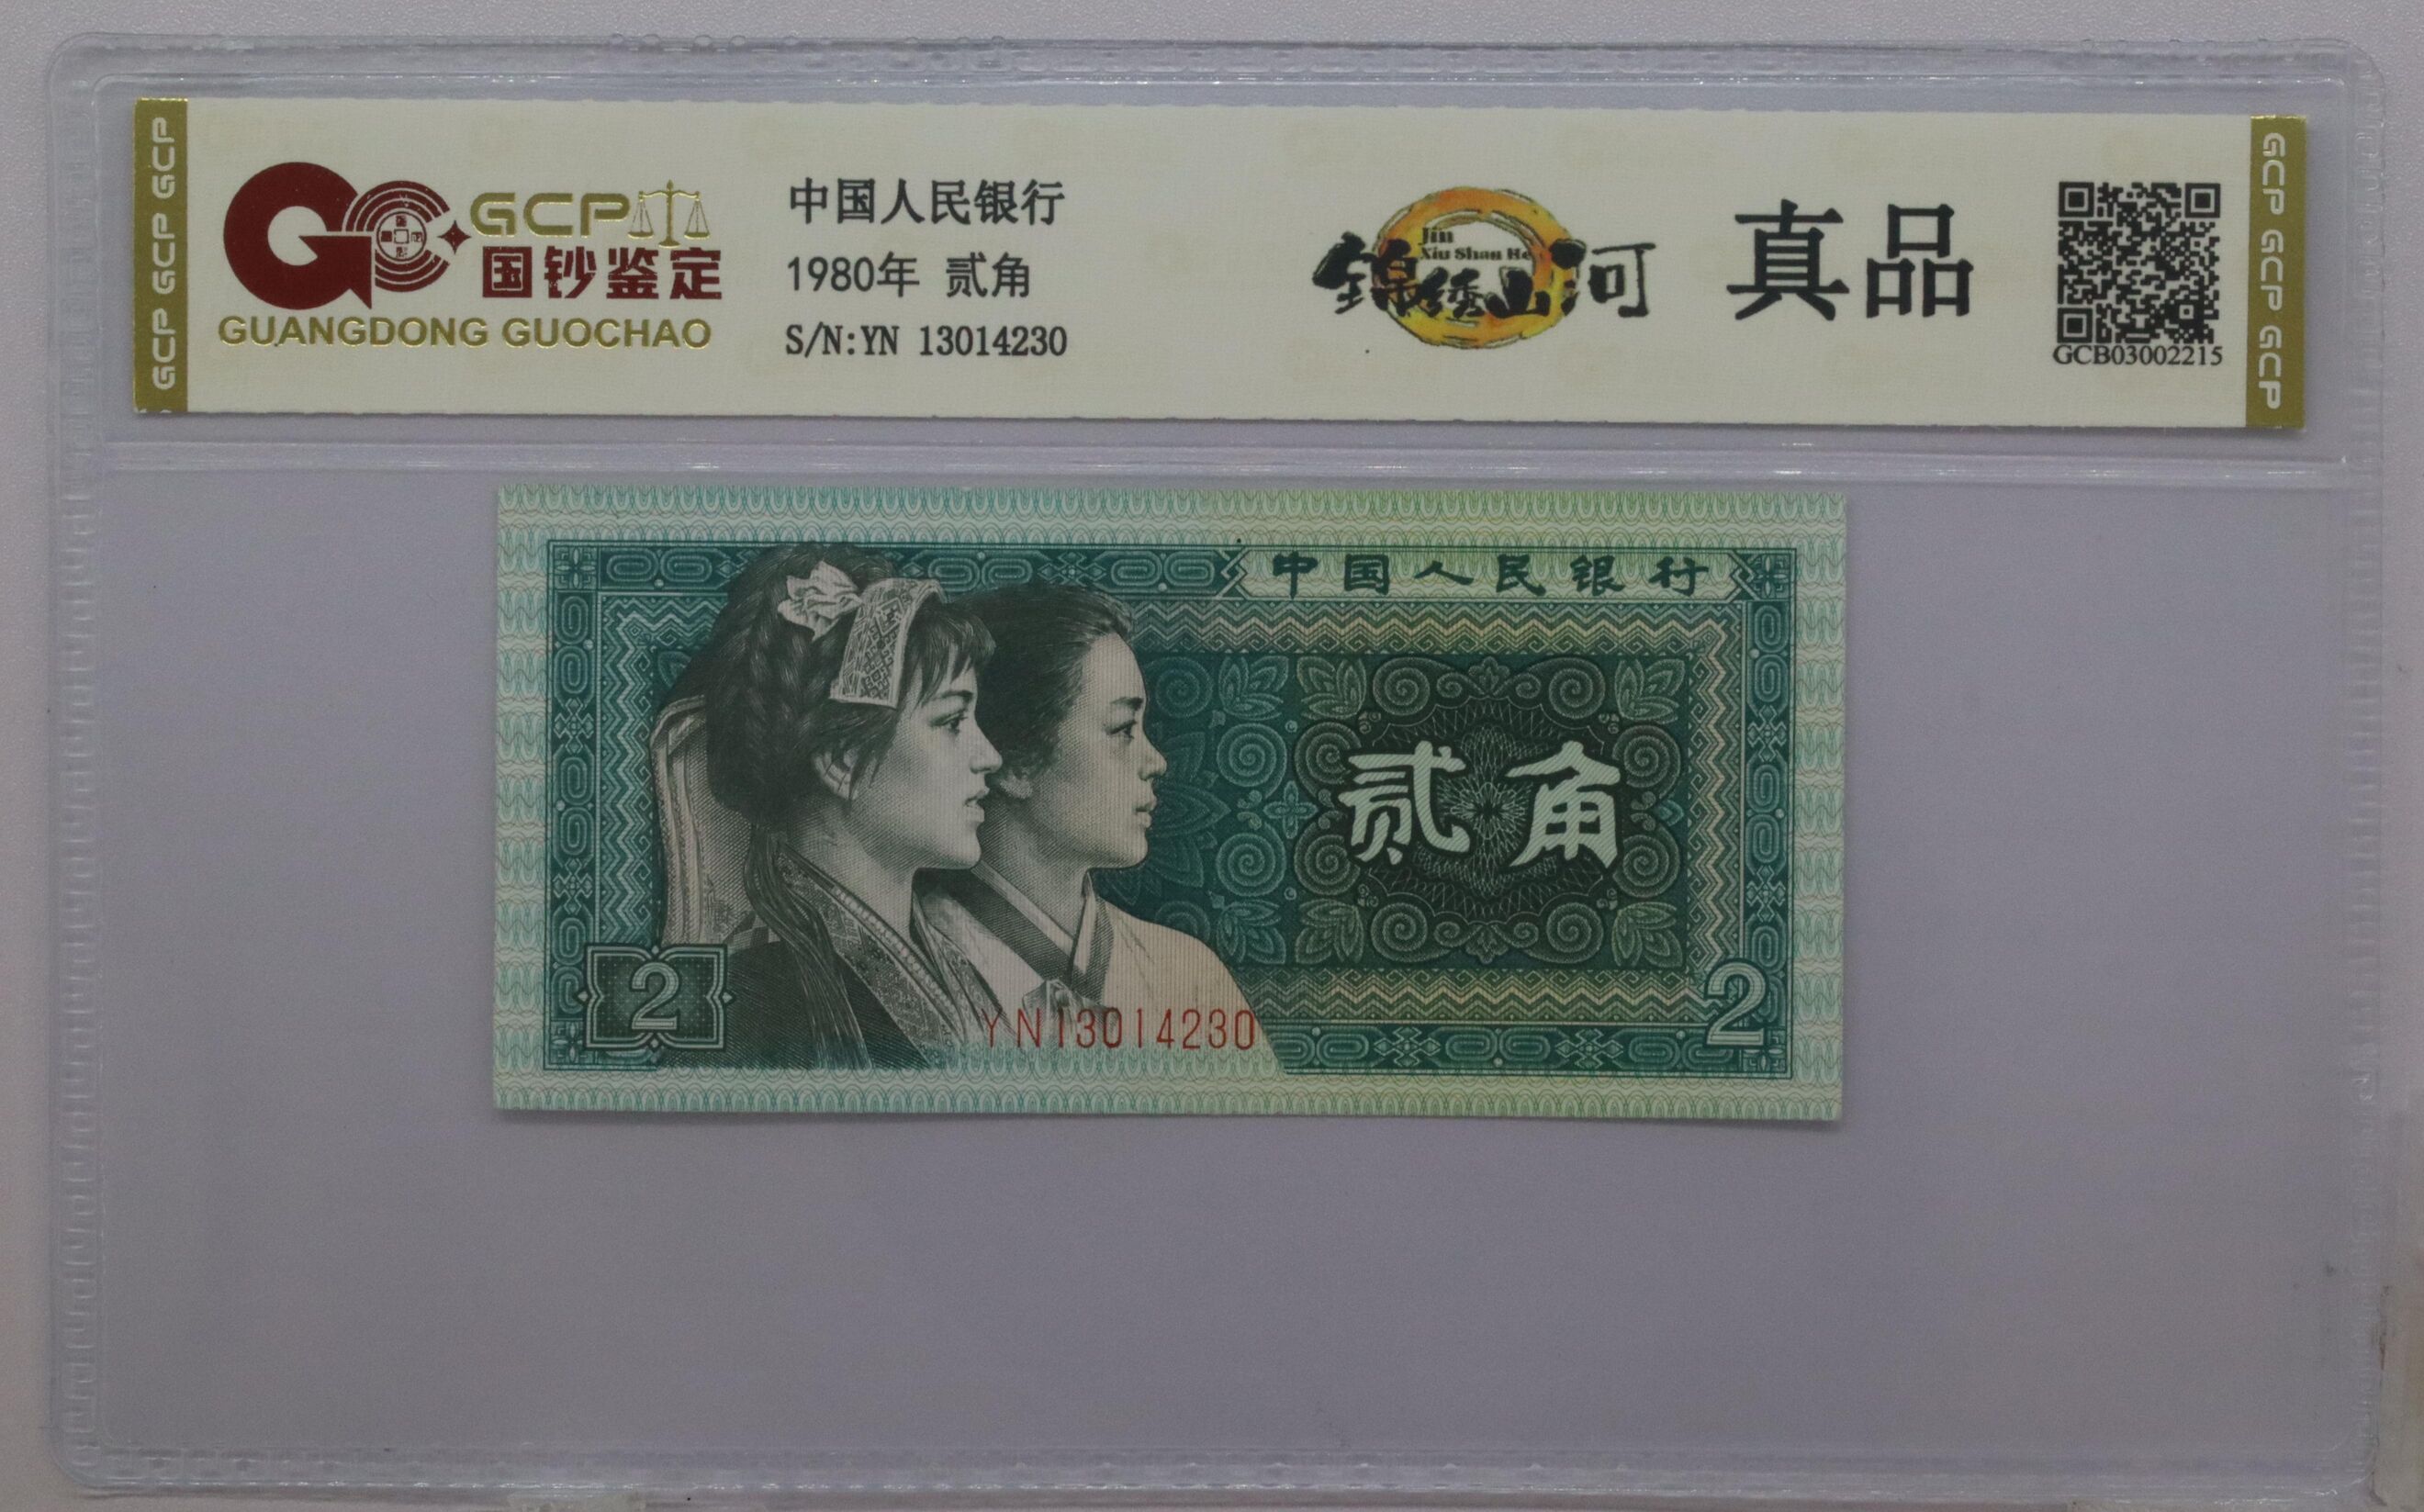 GCP GCP GCP
GCP
国钞鉴定
GUANGDONG GUOCHAO
中国人民银行
1980年 贰角
S/N:YN 13014230
Jin
Xiu Shan He
锦绣山河
真品
GCB03002215
GCP GCP GCP
中国人民银行
贰角
2
YN13014230
2